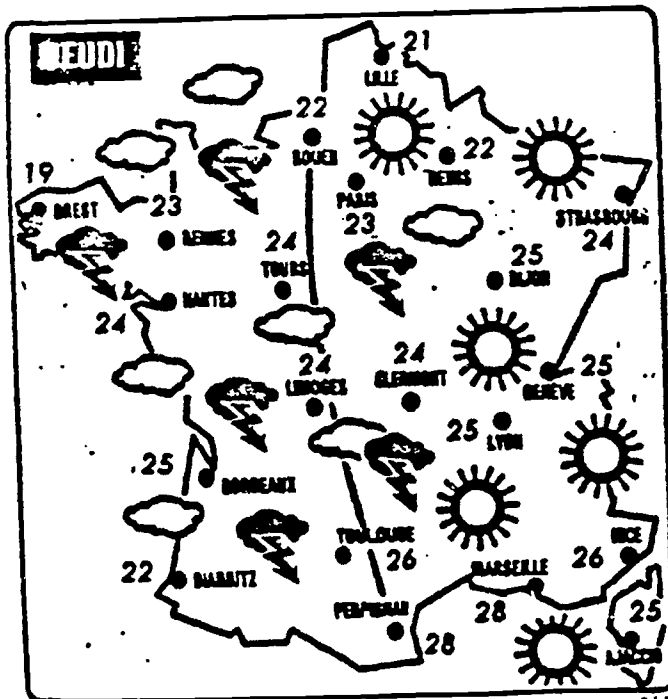 JEUDI
21
LILLE
22
ROUEN
22
REIMS
19
BREST
PARIS
STRASBOURG
23
RENNES
23
24
24
TOURS
25
DIJON
NANTES
24
24
LIMOGES
24
CLERMONT
25
GENEVE
25
LYON
25
BORDEAUX
TOULOUSE
26
NICE
26
22
BIARRITZ
MARSEILLE
28
PERPIGNAN
28
25
AJACCIO